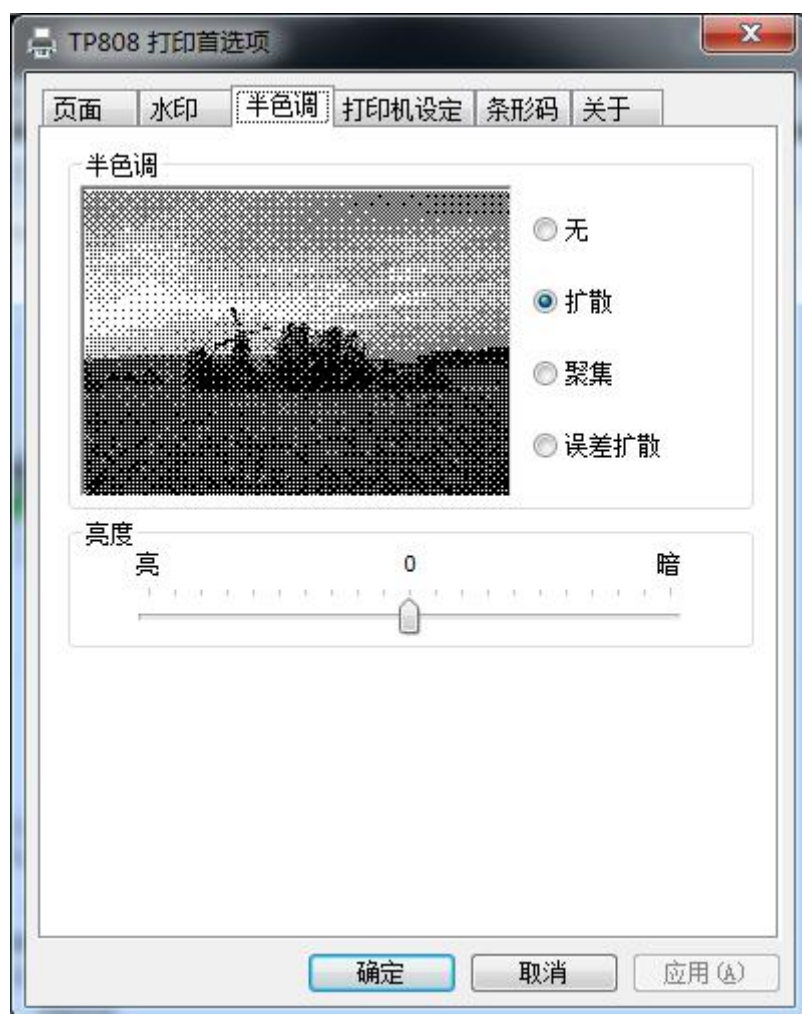 TP808 打印首选项
页面 水印 半色调 打印机设定 条形码 关于
半色调
无
扩散
聚集
误差扩散
亮度
亮 0 暗
确定 取消 应用(A)